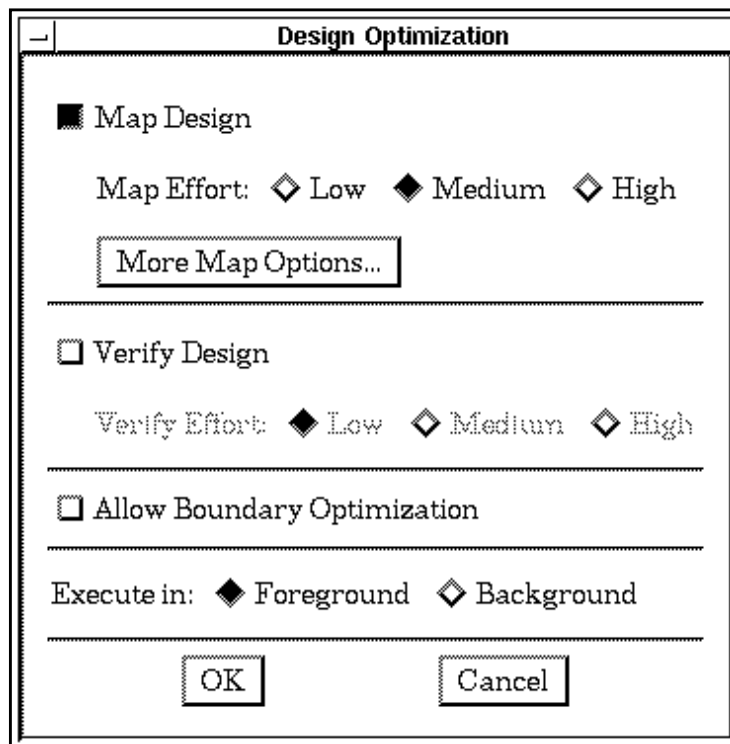 Design Optimization
Map Design
Map Effort: Low Medium High
More Map Options...
Verify Design
Verify Effort: Low Medium High
Allow Boundary Optimization
Execute in: Foreground Background
OK Cancel